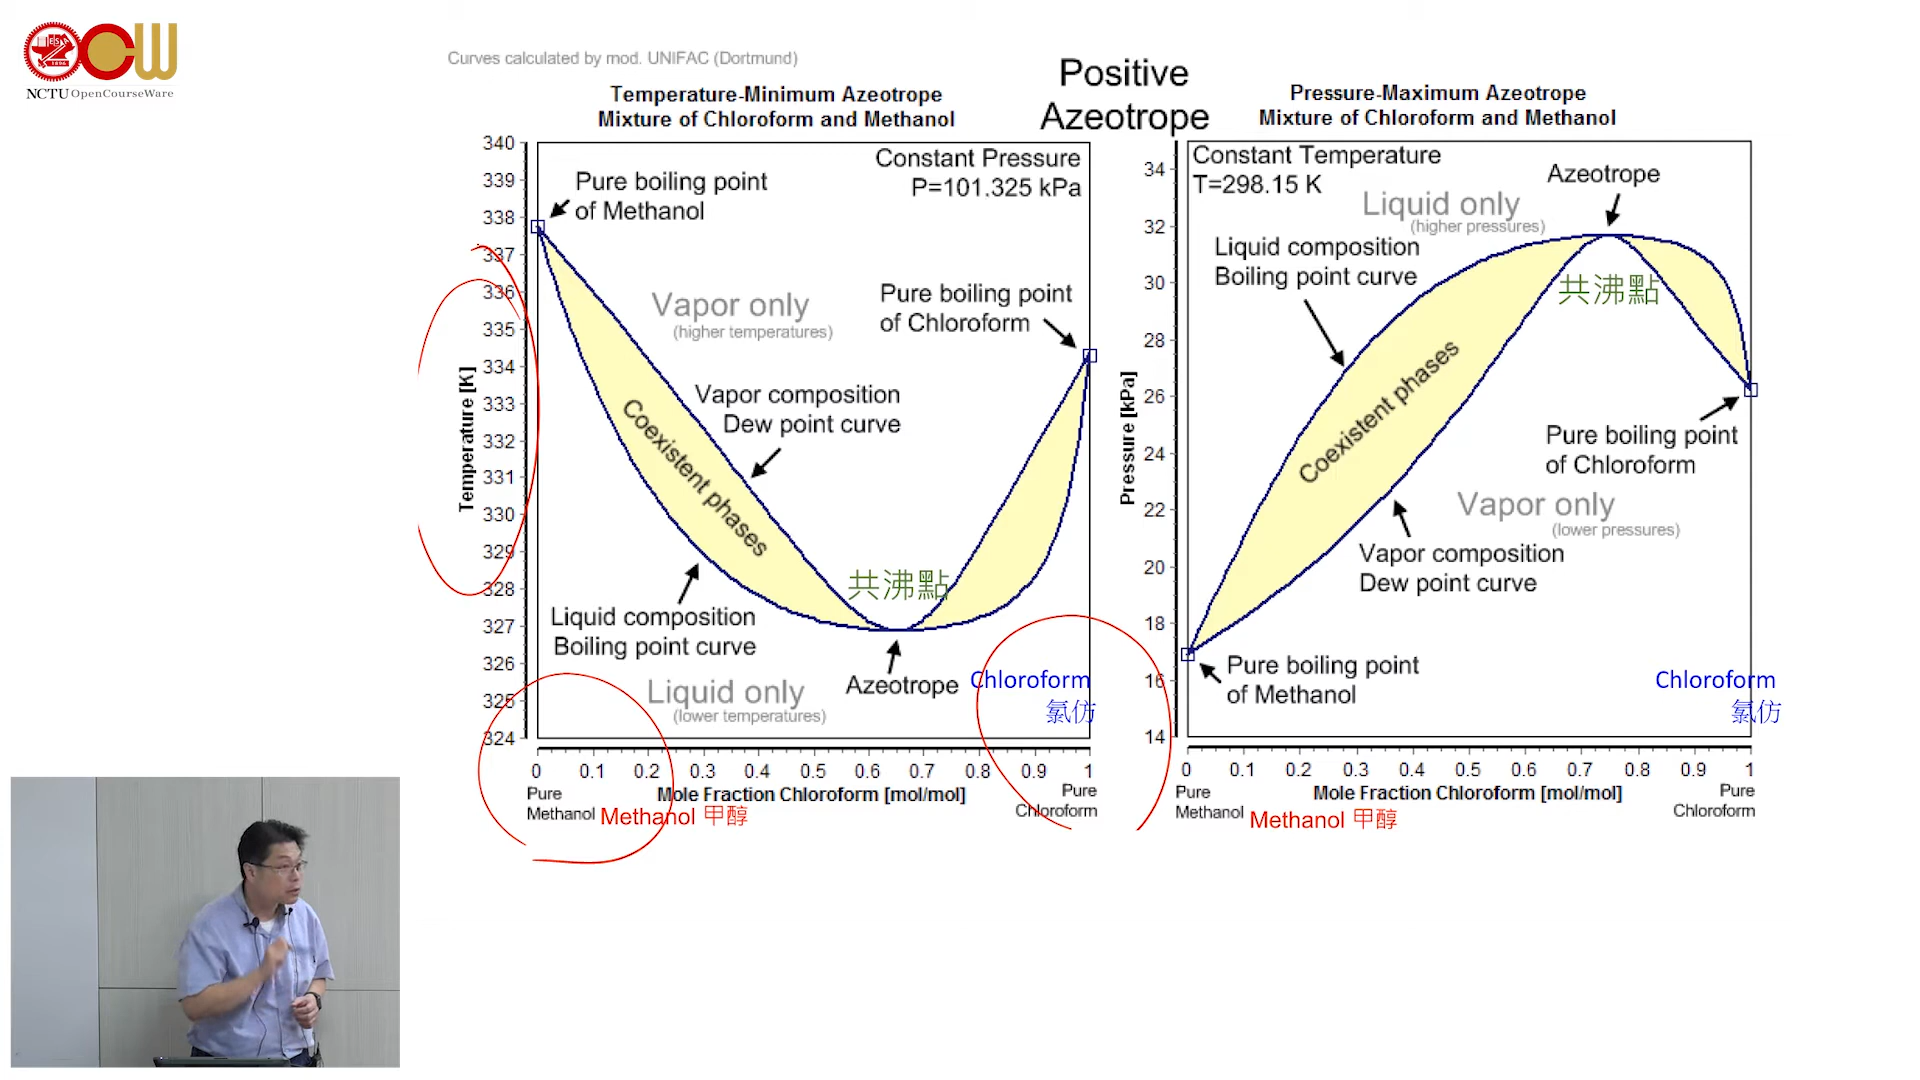 NCTU OpenCourseWare
Curves calculated by mod. UNIFAC (Dortmund)
Positive
Azeotrope
Temperature-Minimum Azeotrope
Mixture of Chloroform and Methanol
Constant Pressure
P=101.325 kPa
Pure boiling point
of Methanol
Vapor only
(higher temperatures)
Pure boiling point
of Chloroform
Vapor composition
Dew point curve
Coexistent phases
共沸點
Liquid composition
Boiling point curve
Azeotrope
Liquid only
(lower temperatures)
Chloroform
氯仿
Temperature [K]
340
339
338
337
336
335
334
333
332
331
330
329
328
327
326
325
324
0 0.1 0.2 0.3 0.4 0.5 0.6 0.7 0.8 0.9 1
Pure
Methanol
Methanol 甲醇
Mole Fraction Chloroform [mol/mol]
Pure
Chloroform
Pressure-Maximum Azeotrope
Mixture of Chloroform and Methanol
Constant Temperature
T=298.15 K
Azeotrope
Liquid only
(higher pressures)
Liquid composition
Boiling point curve
共沸點
Coexistent phases
Pure boiling point
of Chloroform
Vapor only
(lower pressures)
Vapor composition
Dew point curve
Pure boiling point
of Methanol
Chloroform
氯仿
Pressure [kPa]
34
32
30
28
26
24
22
20
18
16
14
0 0.1 0.2 0.3 0.4 0.5 0.6 0.7 0.8 0.9 1
Pure
Methanol
Methanol 甲醇
Mole Fraction Chloroform [mol/mol]
Pure
Chloroform